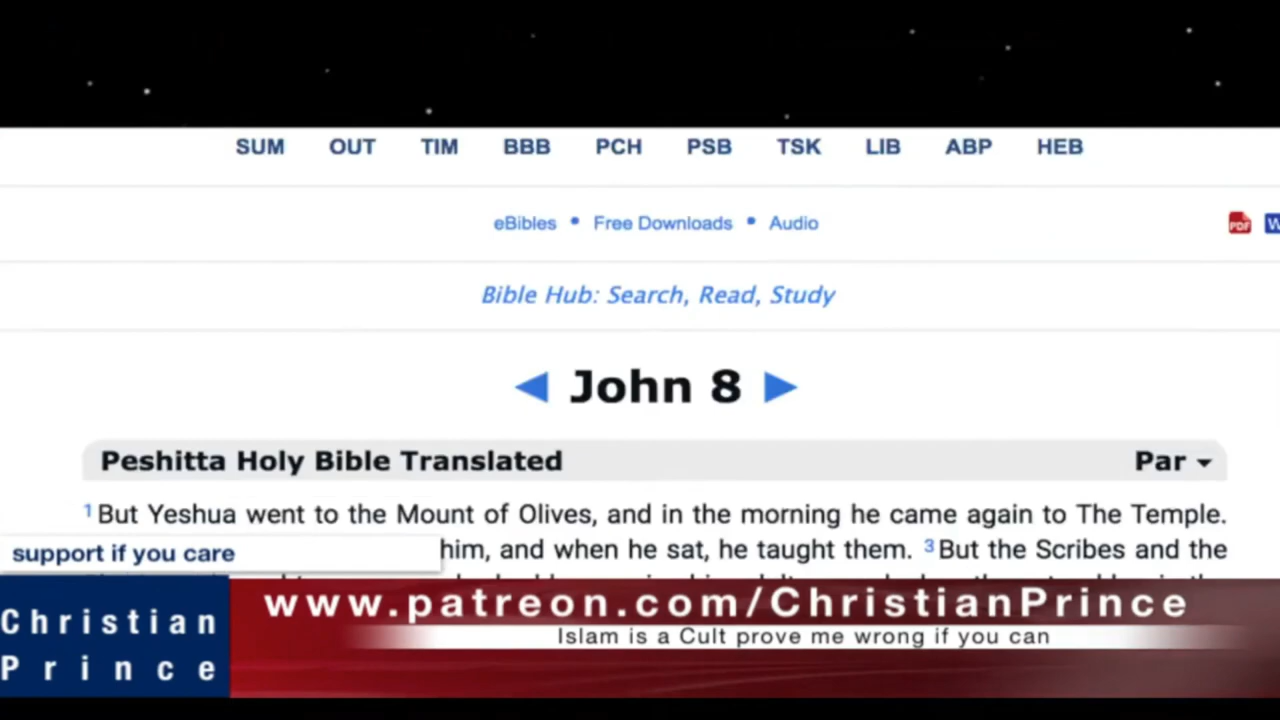 SUM OUT TIM BBB PCH PSB TSK LIB ABP HEB
eBibles • Free Downloads • Audio
PDF W
Bible Hub: Search, Read, Study
John 8
Peshitta Holy Bible Translated Par
1 But Yeshua went to the Mount of Olives, and in the morning he came again to The Temple.
him, and when he sat, he taught them. 3 But the Scribes and the
support if you care
Christian
Prince
www.patreon.com/ChristianPrince
Islam is a Cult prove me wrong if you can